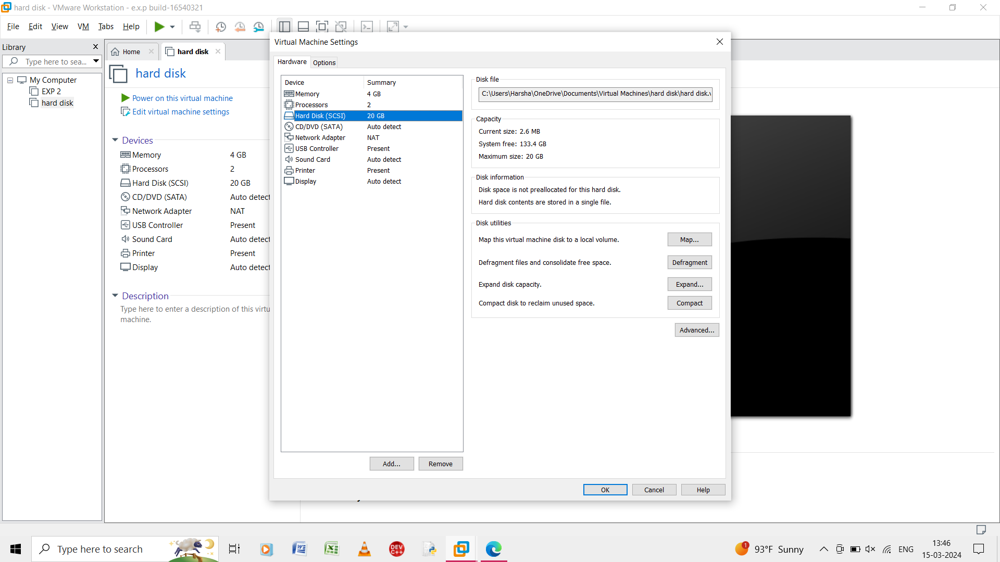 hard disk - VMware Workstation - e.x.p build-16540321
File Edit View VM Tabs Help
Library
Type here to sea...
My Computer
EXP 2
hard disk
Home
hard disk
hard disk
Power on this virtual machine
Edit virtual machine settings
Devices
Memory 4 GB
Processors 2
Hard Disk (SCSI) 20 GB
CD/DVD (SATA) Auto detect
Network Adapter NAT
USB Controller Present
Sound Card Auto detect
Printer Present
Display Auto detect
Description
Type here to enter a description of this virtu
machine.
Virtual Machine Settings
Hardware Options
Device Summary
Memory 4 GB
Processors 2
Hard Disk (SCSI) 20 GB
CD/DVD (SATA) Auto detect
Network Adapter NAT
USB Controller Present
Sound Card Auto detect
Printer Present
Display Auto detect
Add... Remove
Disk file
C:\Users\Harsha\OneDrive\Documents\Virtual Machines\hard disk\hard disk.v
Capacity
Current size: 2.6 MB
System free: 133.4 GB
Maximum size: 20 GB
Disk information
Disk space is not preallocated for this hard disk.
Hard disk contents are stored in a single file.
Disk utilities
Map this virtual machine disk to a local volume. Map...
Defragment files and consolidate free space. Defragment
Expand disk capacity. Expand...
Compact disk to reclaim unused space. Compact
Advanced...
OK Cancel Help
Type here to search
DEV
C++
1
93°F Sunny
ENG
13:46
15-03-2024